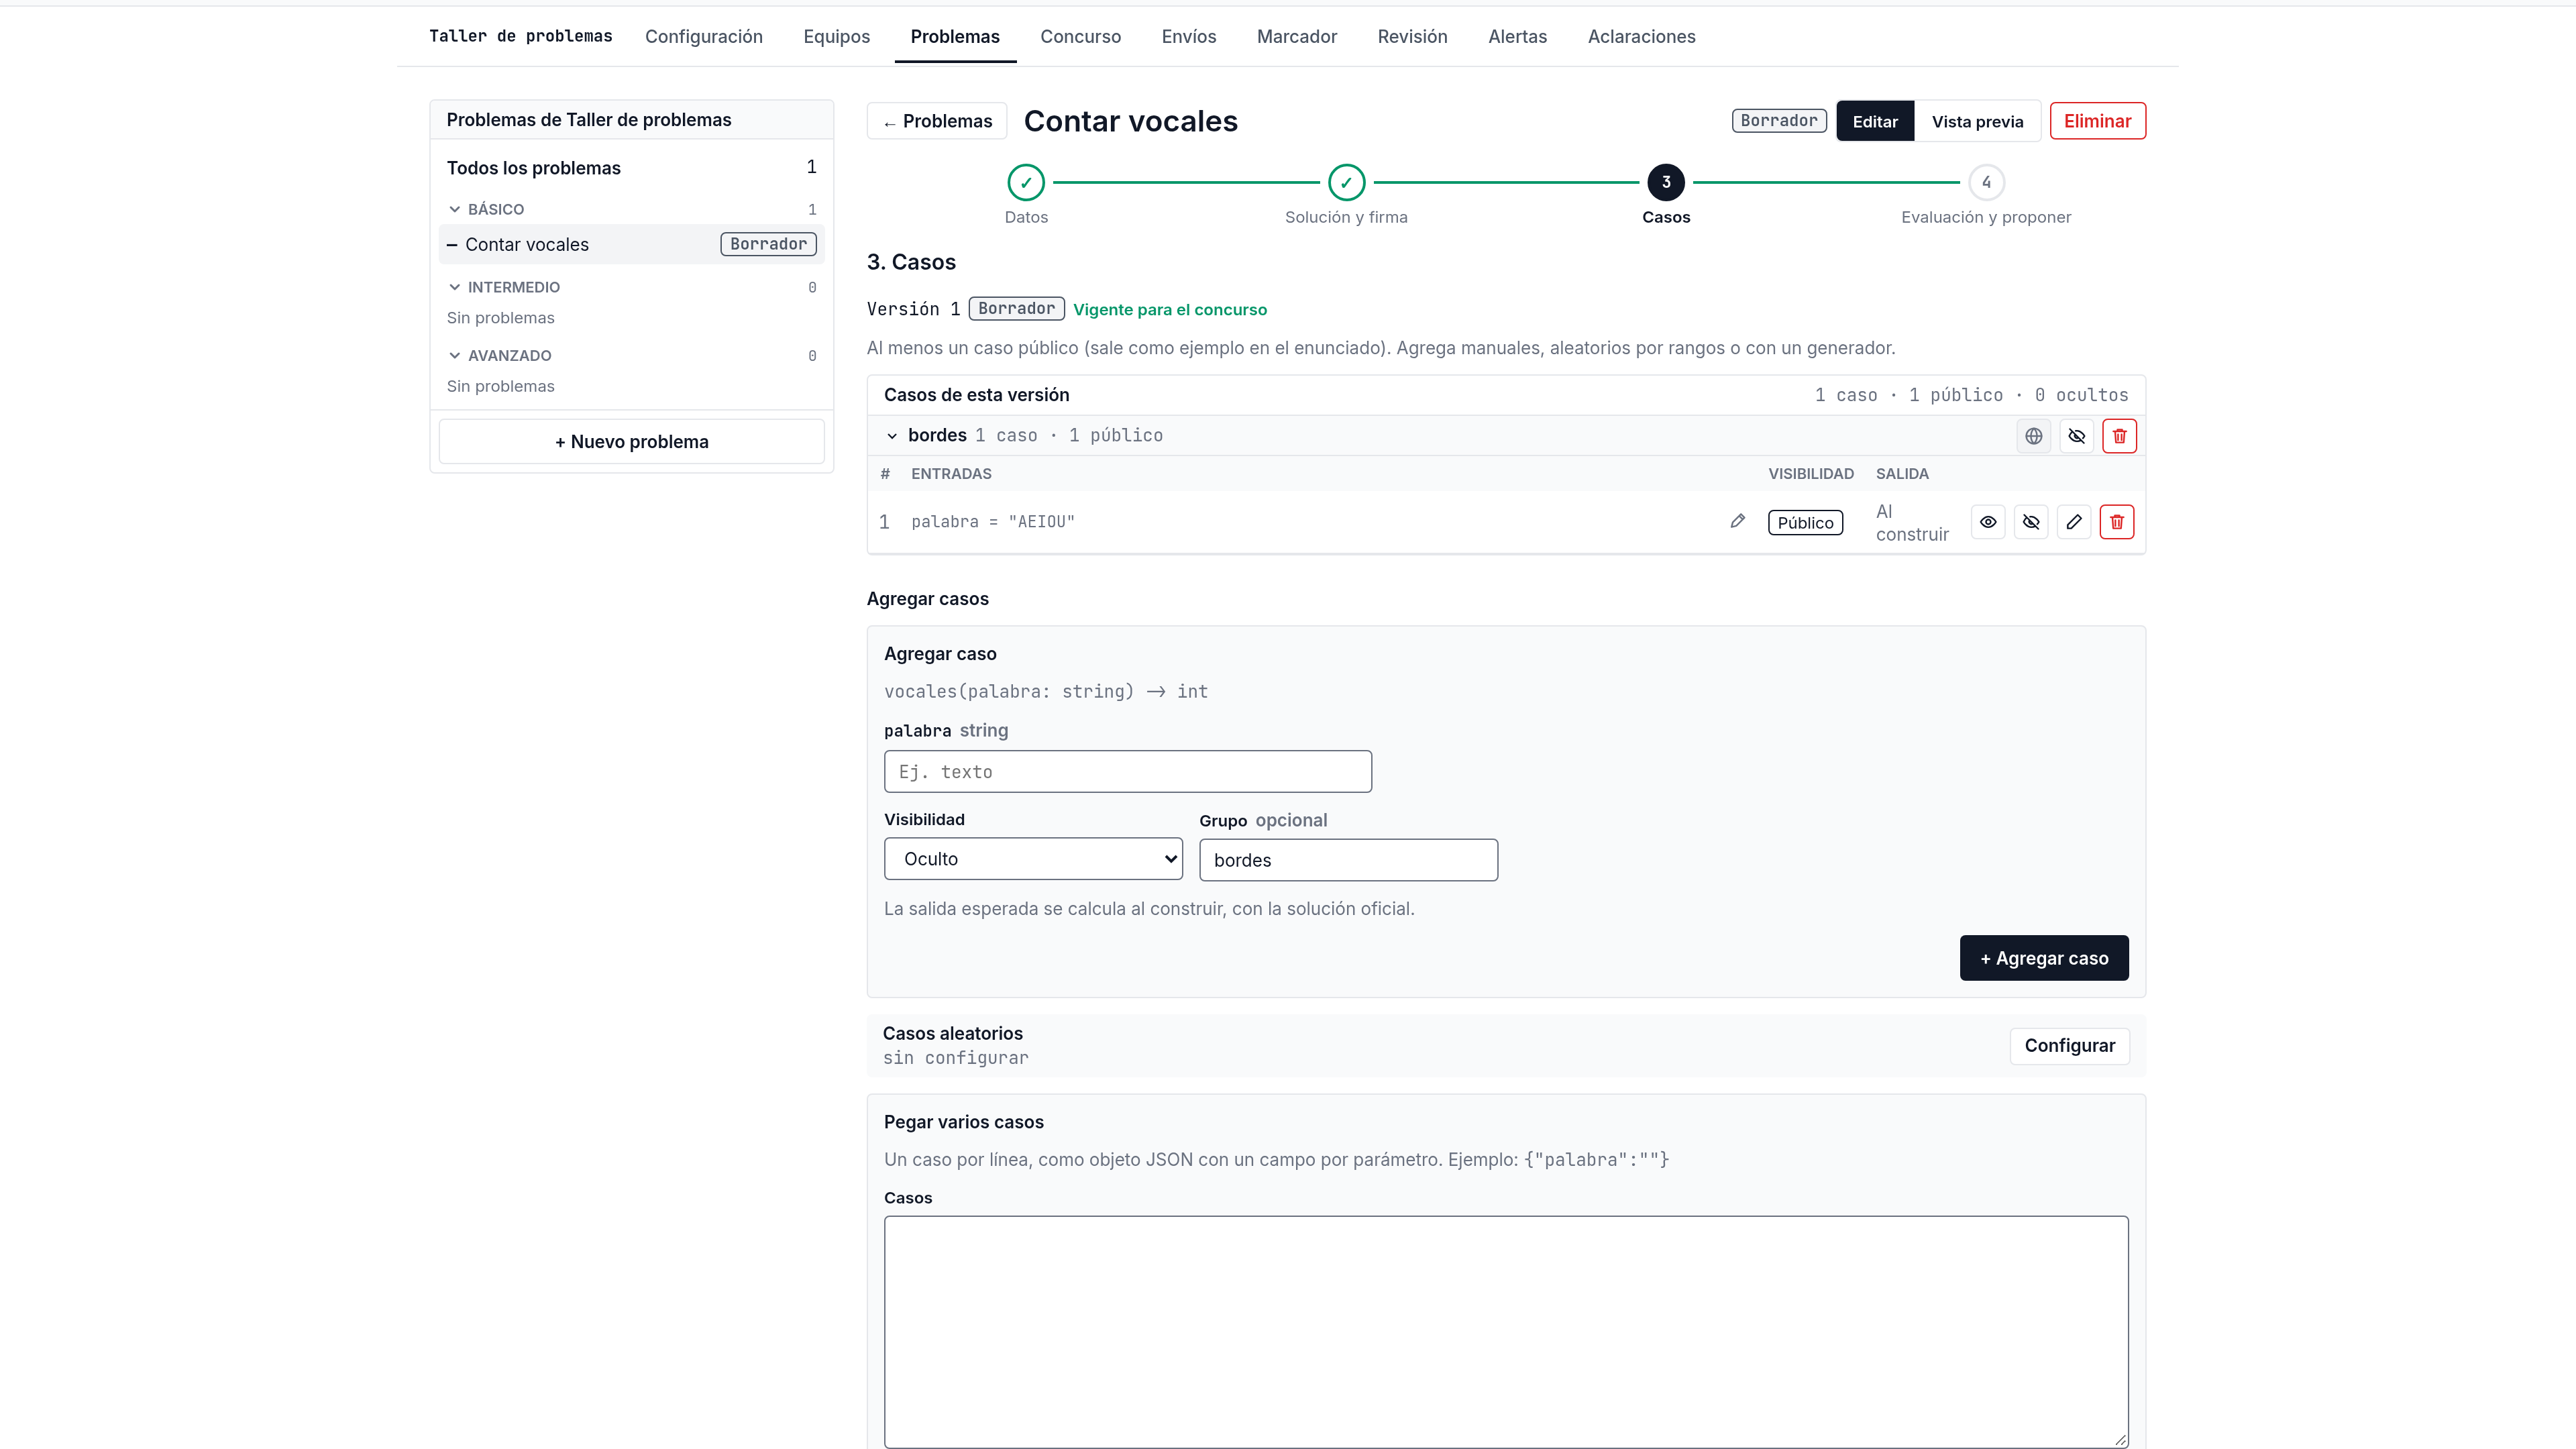 Taller de problemas Configuración Equipos Problemas Concurso Envíos Marcador Revisión Alertas Aclaraciones
Problemas de Taller de problemas
Todos los problemas 1
BÁSICO 1
Contar vocales Borrador
INTERMEDIO 0
Sin problemas
AVANZADO 0
Sin problemas
+ Nuevo problema
← Problemas Contar vocales Borrador Editar Vista previa Eliminar
✓ ✓ 3 4
Datos Solución y firma Casos Evaluación y proponer
3. Casos
Versión 1 Borrador Vigente para el concurso
Al menos un caso público (sale como ejemplo en el enunciado). Agrega manuales, aleatorios por rangos o con un generador.
Casos de esta versión 1 caso · 1 público · 0 ocultos
bordes 1 caso · 1 público
# ENTRADAS VISIBILIDAD SALIDA
1 palabra = "AEIOU" Público Al construir
Agregar casos
Agregar caso
vocales(palabra: string) → int
palabra string
Ej. texto
Visibilidad Grupo opcional
Oculto bordes
La salida esperada se calcula al construir, con la solución oficial.
+ Agregar caso
Casos aleatorios
sin configurar
Configurar
Pegar varios casos
Un caso por línea, como objeto JSON con un campo por parámetro. Ejemplo: {"palabra":""}
Casos